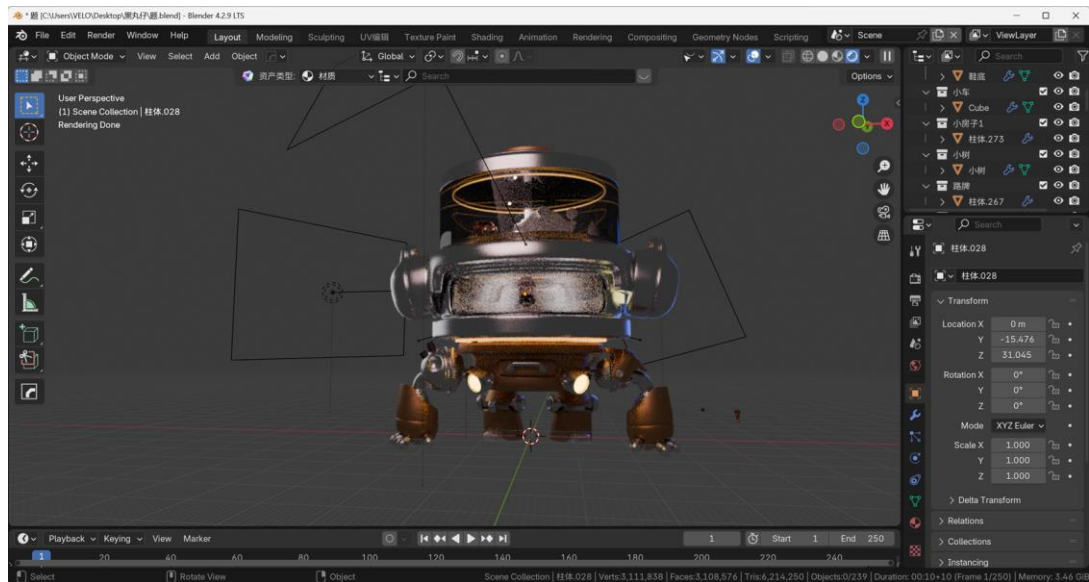 * 题 [C:\Users\VELO\Desktop\黑丸仔\题.blend] - Blender 4.2.9 LTS
File Edit Render Window Help Layout Modeling Sculpting UV编辑 Texture Paint Shading Animation Rendering Compositing Geometry Nodes Scripting Scene ViewLayer
Object Mode View Select Add Object Global Search
资产类型: 材质 Search Options
User Perspective
(1) Scene Collection | 柱体.028
Rendering Done
Z
Y
X
鞋底
小车
Cube
小房子1
柱体.273
小树
小树
路牌
柱体.267
Search
柱体.028
柱体.028
Transform
Location X 0 m
Y -15.476
Z 31.045
Rotation X 0°
Y 0°
Z 0°
Mode XYZ Euler
Scale X 1.000
Y 1.000
Z 1.000
Delta Transform
Relations
Collections
Instancing
Playback Keying View Marker 1 Start 1 End 250
1 20 40 60 80 100 120 140 160 180 200 220 240
Select Rotate View Object Scene Collection | 柱体.028 | Verts:3,111,838 | Faces:3,108,576 | Tris:6,214,250 | Objects:0/239 | Duration: 00:10+10 (Frame 1/250) | Memory: 3.46 GiB